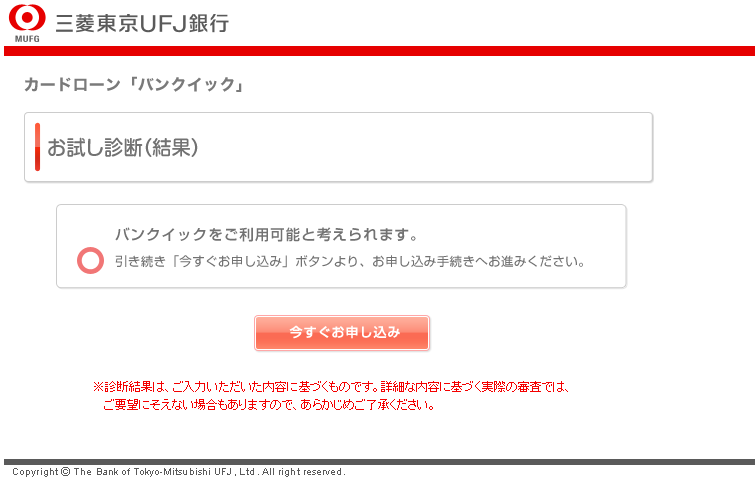 MUFG
三菱東京UFJ銀行
カードローン「バンクイック」
お試し診断(結果)
バンクイックをご利用可能と考えられます。
引き続き「今すぐお申し込み」ボタンより、お申し込み手続きへお進みください。
今すぐお申し込み
※診断結果は、ご入力いただいた内容に基づくものです。詳細な内容に基づく実際の審査では、
ご要望にそえない場合もありますので、あらかじめご了承ください。
Copyright © The Bank of Tokyo-Mitsubishi UFJ, Ltd. All right reserved.